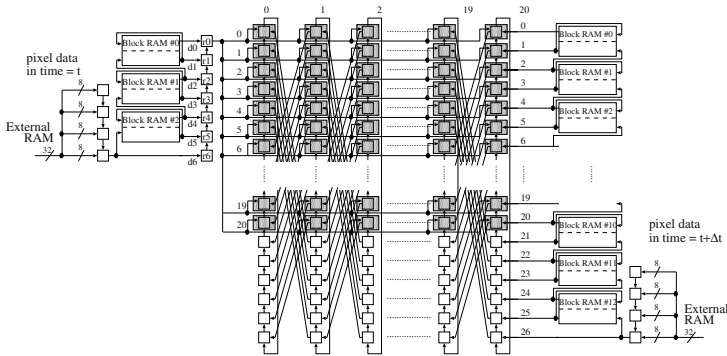 0 1 2 19 20
Block RAM #0
d0
r0
0
0
Block RAM #0
d1
r1
1
1
pixel data
in time = t
Block RAM #1
d2
r2
2
2
Block RAM #1
8
d3
r3
3
3
8
Block RAM #2
d4
r4
4
4
Block RAM #2
External
RAM
8
d5
r5
5
5
32
8
d6
r6
6
6
19
19
20
20
Block RAM #10
pixel data
in time = t+Δt
21
22
Block RAM #11
23
8
24
Block RAM #12
8
25
8
External
RAM
26
8
32